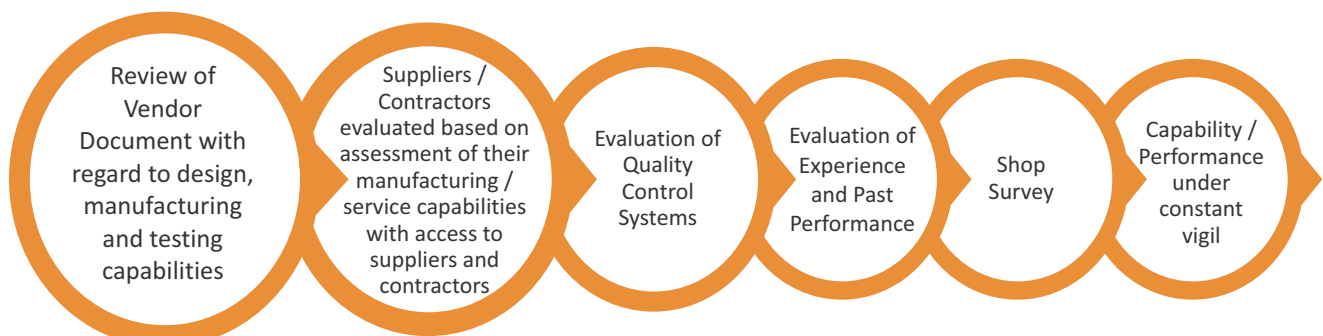 Review of
Vendor
Document with
regard to design,
manufacturing
and testing
capabilities
Suppliers /
Contractors
evaluated based on
assessment of their
manufacturing /
service capabilities
with access to
suppliers and
contractors
Evaluation of
Quality
Control
Systems
Evaluation of
Experience
and Past
Performance
Shop
Survey
Capability /
Performance
under
constant
vigil